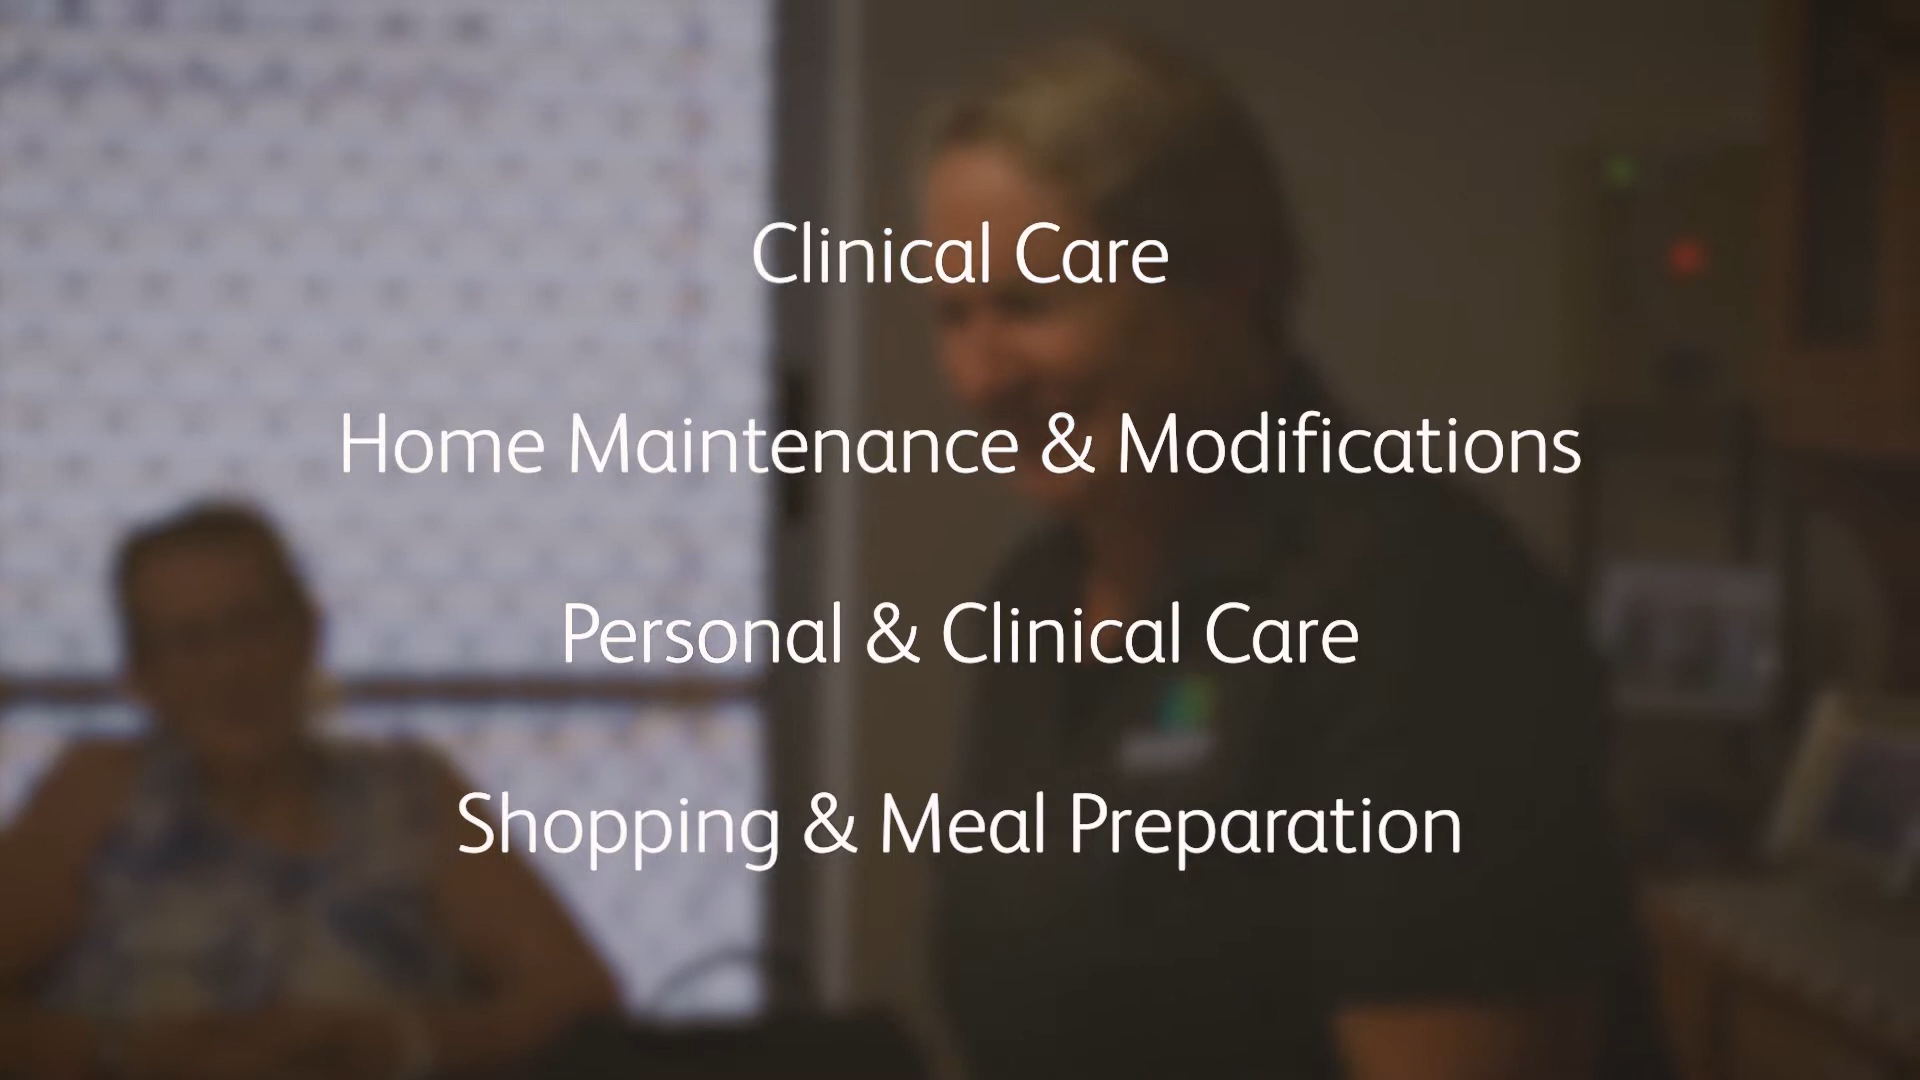 Clinical Care
Home Maintenance & Modifications
Personal & Clinical Care
Shopping & Meal Preparation